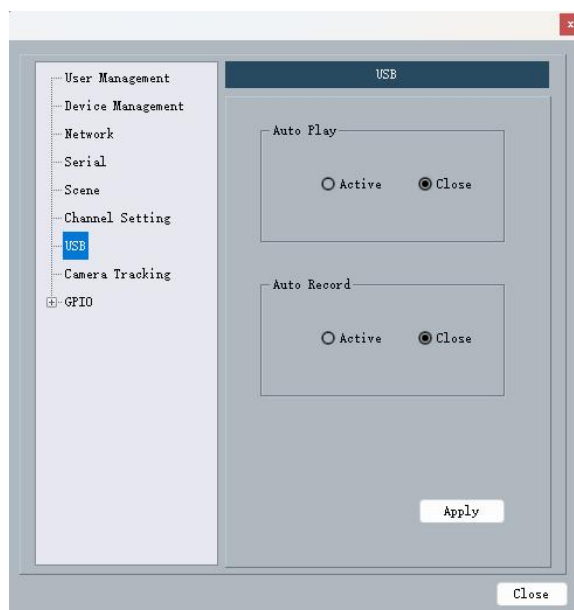 x
User Management
Device Management
Network
Serial
Scene
Channel Setting
USB
Camera Tracking
GPIO
USB
Auto Play
Active Close
Auto Record
Active Close
Apply
Close